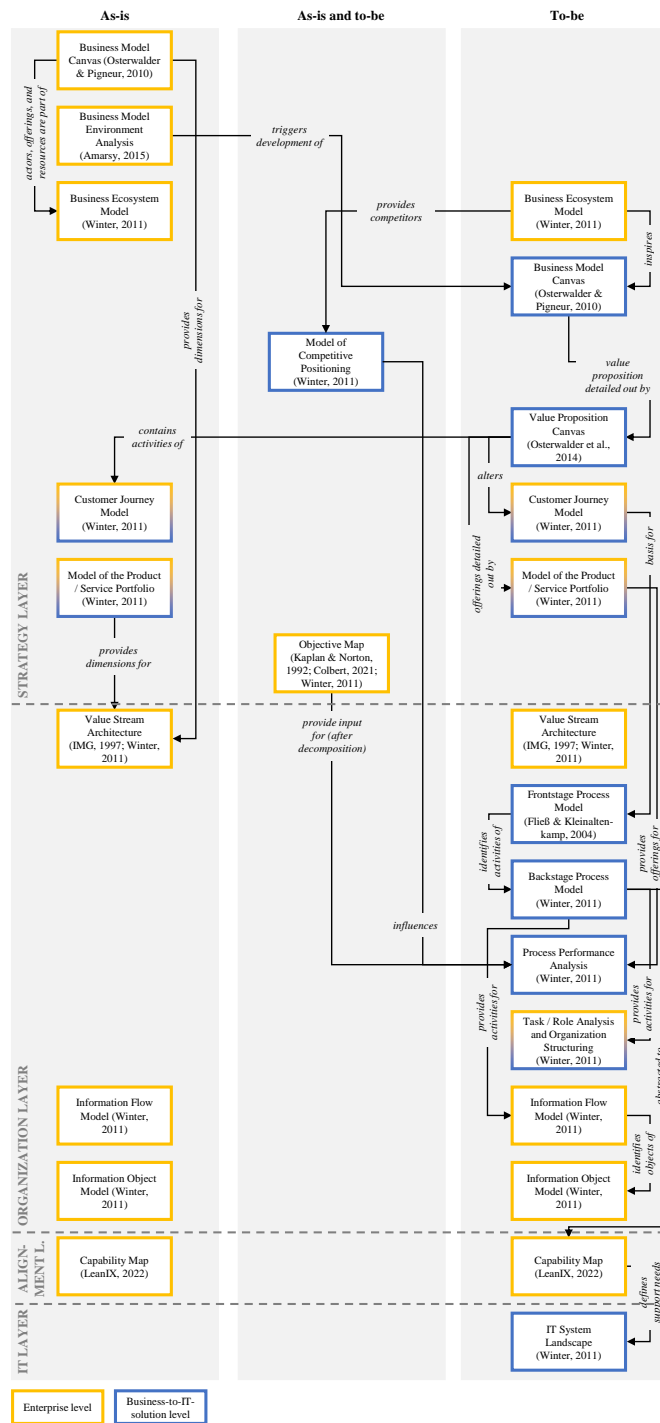 As-is
As-is and to-be
To-be
Business Model
Canvas (Osterwalder
& Pigneur, 2010)
actors, offerings, and
resources are part of
Business Model
Environment
Analysis
(Amarsy, 2015)
triggers
development of
Business Ecosystem
Model
(Winter, 2011)
provides
competitors
Business Ecosystem
Model
(Winter, 2011)
inspires
Business Model
Canvas
(Osterwalder &
Pigneur, 2010)
provides
dimensions for
Model of
Competitive
Positioning
(Winter, 2011)
value
proposition
detailed out by
contains
activities of
Value Proposition
Canvas
(Osterwalder et al.,
2014)
alters
Customer Journey
Model
(Winter, 2011)
Customer Journey
Model
(Winter, 2011)
basis for
offerings detailed
out by
Model of the Product
/ Service Portfolio
(Winter, 2011)
Model of the Product
/ Service Portfolio
(Winter, 2011)
STRATEGY LAYER
provides
dimensions for
Objective Map
(Kaplan & Norton,
1992; Colbert, 2021;
Winter, 2011)
Value Stream
Architecture
(IMG, 1997; Winter,
2011)
provide input
for (after
decomposition)
Value Stream
Architecture
(IMG, 1997; Winter,
2011)
Frontstage Process
Model
(Fließ & Kleinalten-
kamp, 2004)
identifies
activities of
provides
offerings for
Backstage Process
Model
(Winter, 2011)
influences
Process Performance
Analysis
(Winter, 2011)
provides
activities for
provides
activities for
Task / Role Analysis
and Organization
Structuring
(Winter, 2011)
abstracted to
ORGANIZATION LAYER
Information Flow
Model (Winter,
2011)
Information Flow
Model (Winter,
2011)
identifies
objects of
Information Object
Model (Winter,
2011)
Information Object
Model (Winter,
2011)
ALIGN-
MENT L.
Capability Map
(LeanIX, 2022)
Capability Map
(LeanIX, 2022)
defines
support needs
IT LAYER
IT System
Landscape
(Winter, 2011)
Enterprise level
Business-to-IT-
solution level